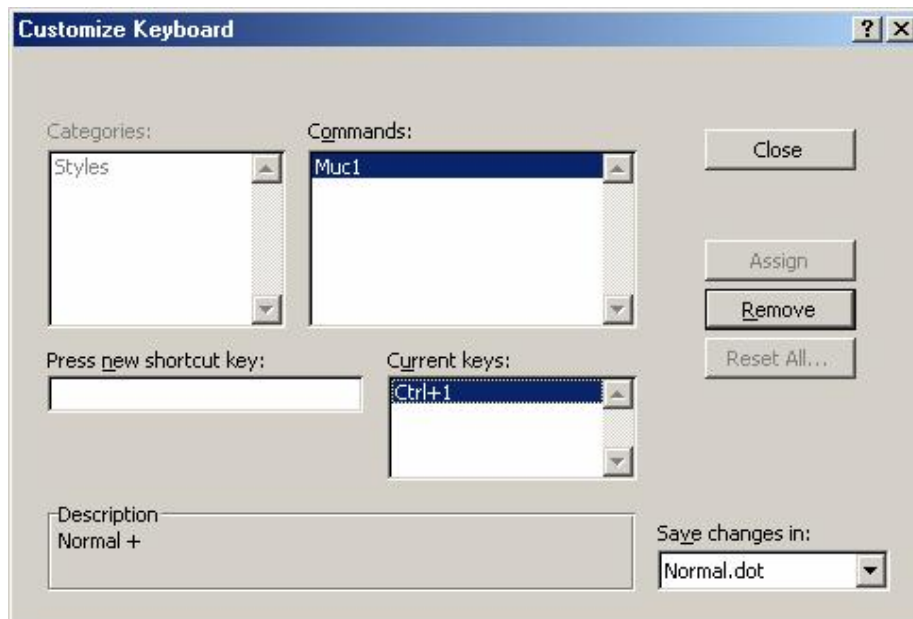 Customize Keyboard
Categories:
Commands:
Styles
Muc1
Close
Assign
Remove
Reset All...
Press new shortcut key:
Current keys:
Ctrl+1
Description
Normal +
Save changes in:
Normal.dot